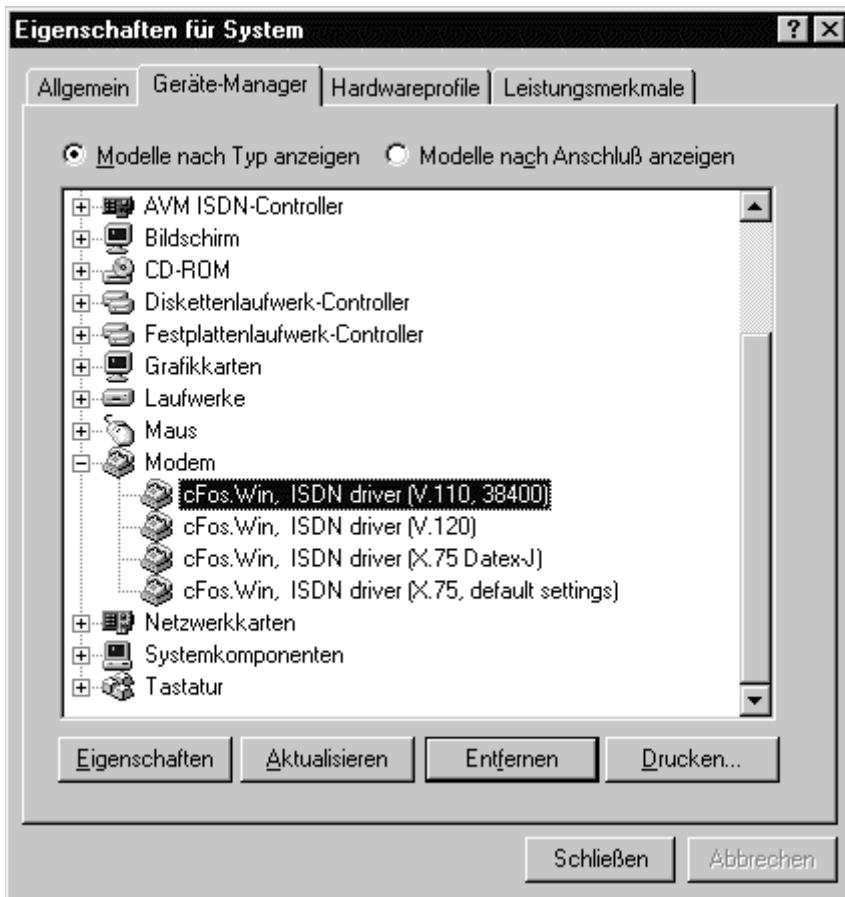 Eigenschaften für System
Allgemein Geräte-Manager Hardwareprofile Leistungsmerkmale
Modelle nach Typ anzeigen Modelle nach Anschluß anzeigen
AVM ISDN-Controller
Bildschirm
CD-ROM
Diskettenlaufwerk-Controller
Festplattenlaufwerk-Controller
Grafikkarten
Laufwerke
Maus
Modem
cFos.Win, ISDN driver (V.110, 38400)
cFos.Win, ISDN driver (V.120)
cFos.Win, ISDN driver (X.75 Datex-J)
cFos.Win, ISDN driver (X.75, default settings)
Netzwerkkarten
Systemkomponenten
Tastatur
Eigenschaften Aktualisieren Entfernen Drucken...
Schließen Abbrechen